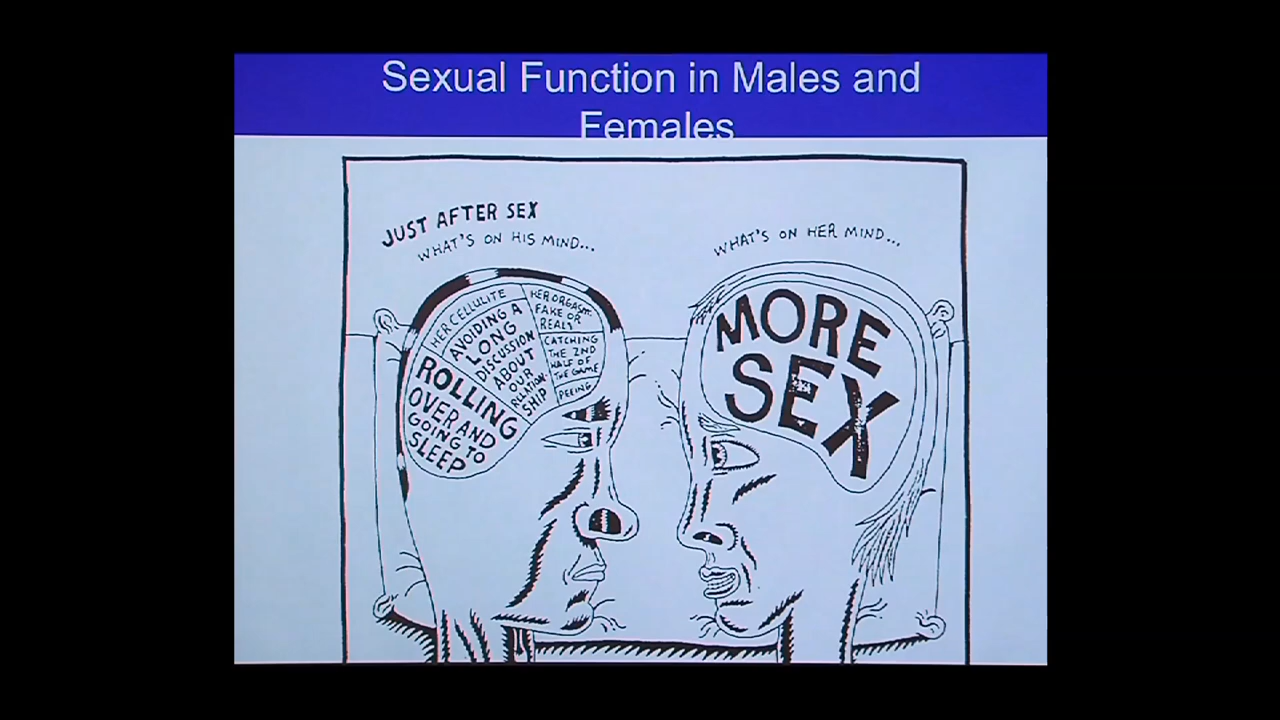 Sexual Function in Males and
Females
JUST AFTER SEX
WHAT'S ON HIS MIND...
HER CELLULITE
AVOIDING A
LONG
DISCUSSION
ABOUT
OUR
RELATION-
SHIP
ROLLING
OVER AND
GOING TO
SLEEP
HER ORGASM:
FAKE OR
REAL?
CATCHING
THE 2ND
HALF OF
THE GAME
PEEING
WHAT'S ON HER MIND...
MORE
SEX